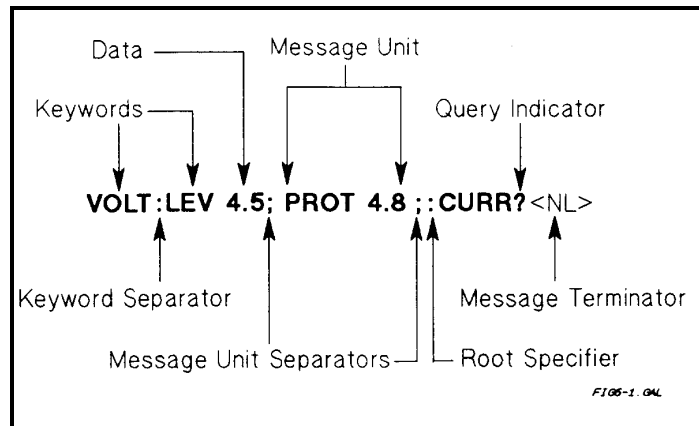 Data
Message Unit
Keywords
Query Indicator
VOLT:LEV 4.5; PROT 4.8 ;:CURR?<NL>
Keyword Separator
Message Terminator
Message Unit Separators
Root Specifier
FIG6-1.GAL